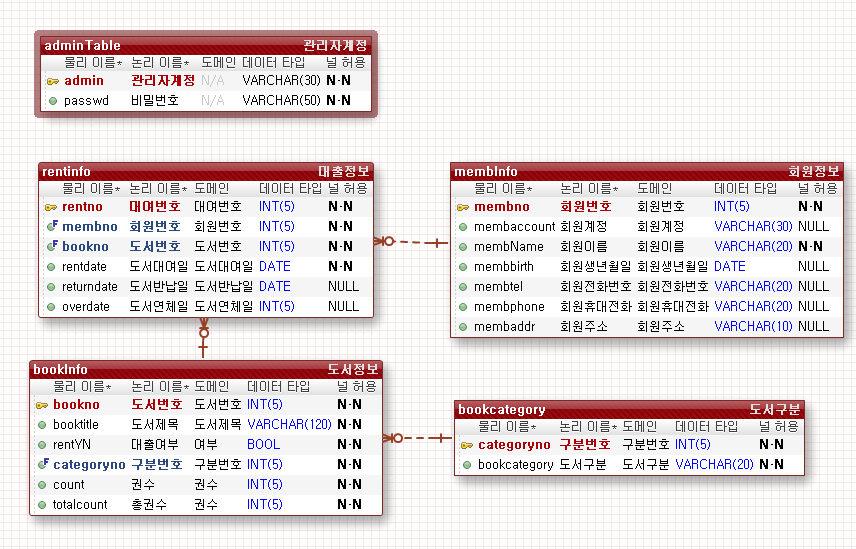 adminTable 관리자계정
물리 이름* 논리 이름* 도메인 데이터 타입 널 허용
admin 관리자계정 N/A VARCHAR(30) N·N
passwd 비밀번호 N/A VARCHAR(50) N·N
rentinfo 대출정보
물리 이름* 논리 이름* 도메인 데이터 타입 널 허용
rentno 대여번호 대여번호 INT(5) N·N
membno 회원번호 회원번호 INT(5) N·N
bookno 도서번호 도서번호 INT(5) N·N
rentdate 도서대여일 도서대여일 DATE N·N
returndate 도서반납일 도서반납일 DATE NULL
overdate 도서연체일 도서연체일 INT(5) NULL
membInfo 회원정보
물리 이름* 논리 이름* 도메인 데이터 타입 널 허용
membno 회원번호 회원번호 INT(5) N·N
membaccount 회원계정 회원계정 VARCHAR(30) NULL
membName 회원이름 회원이름 VARCHAR(20) N·N
membbirth 회원생년월일 회원생년월일 DATE NULL
membtel 회원전화번호 회원전화번호 VARCHAR(20) NULL
membphone 회원휴대전화 회원휴대전화 VARCHAR(20) NULL
membaddr 회원주소 회원주소 VARCHAR(10) NULL
bookInfo 도서정보
물리 이름* 논리 이름* 도메인 데이터 타입 널 허용
bookno 도서번호 도서번호 INT(5) N·N
booktitle 도서제목 도서제목 VARCHAR(120) N·N
rentYN 대출여부 여부 BOOL N·N
categoryno 구분번호 구분번호 INT(5) N·N
count 권수 권수 INT(5) N·N
totalcount 총권수 권수 INT(5) N·N
bookcategory 도서구분
물리 이름* 논리 이름* 도메인 데이터 타입 널 허용
categoryno 구분번호 구분번호 INT(5) N·N
bookcategory 도서구분 도서구분 VARCHAR(20) N·N